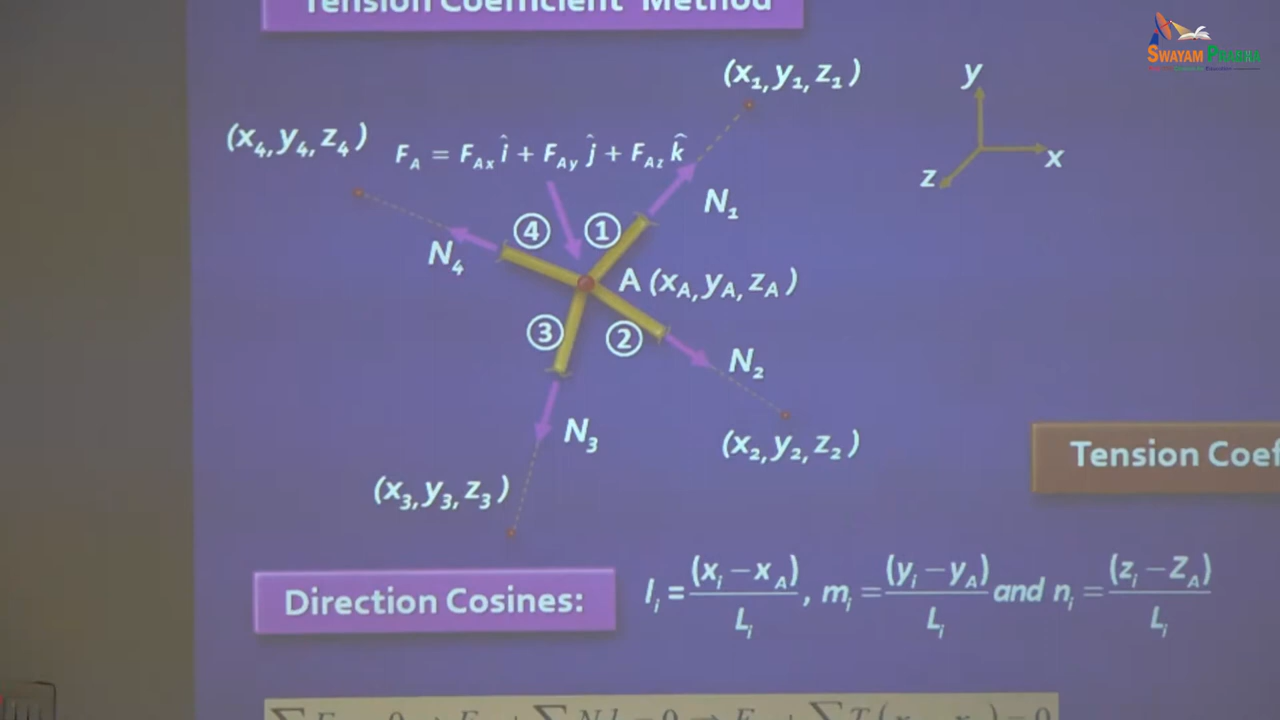 Tension Coefficient Method
SWAYAM PRABHA
(x₁, y₁, z₁)
y
x
z
(x₄, y₄, z₄)
F_A = F_Ax î + F_Ay ĵ + F_Az k̂
N₁
④ ①
N₄
A (x_A, y_A, z_A)
③ ②
N₂
N₃
(x₂, y₂, z₂)
Tension Coef
(x₃, y₃, z₃)
Direction Cosines: l_i = (x_i − x_A) / L_i , m_i = (y_i − y_A) / L_i and n_i = (z_i − Z_A) / L_i